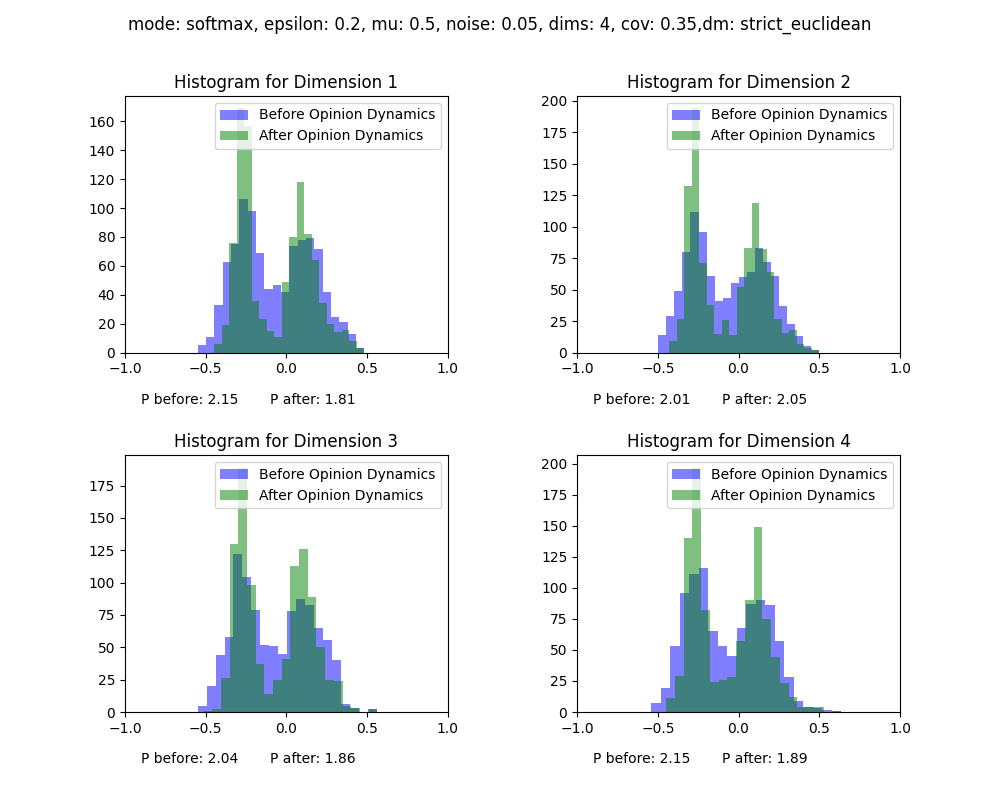 mode: softmax, epsilon: 0.2, mu: 0.5, noise: 0.05, dims: 4, cov: 0.35,dm: strict_euclidean
Histogram for Dimension 1
Before Opinion Dynamics
After Opinion Dynamics
160
140
120
100
80
60
40
20
0
−1.0 −0.5 0.0 0.5 1.0
P before: 2.15 P after: 1.81
Histogram for Dimension 2
Before Opinion Dynamics
After Opinion Dynamics
200
175
150
125
100
75
50
25
0
−1.0 −0.5 0.0 0.5 1.0
P before: 2.01 P after: 2.05
Histogram for Dimension 3
Before Opinion Dynamics
After Opinion Dynamics
175
150
125
100
75
50
25
0
−1.0 −0.5 0.0 0.5 1.0
P before: 2.04 P after: 1.86
Histogram for Dimension 4
Before Opinion Dynamics
After Opinion Dynamics
200
175
150
125
100
75
50
25
0
−1.0 −0.5 0.0 0.5 1.0
P before: 2.15 P after: 1.89